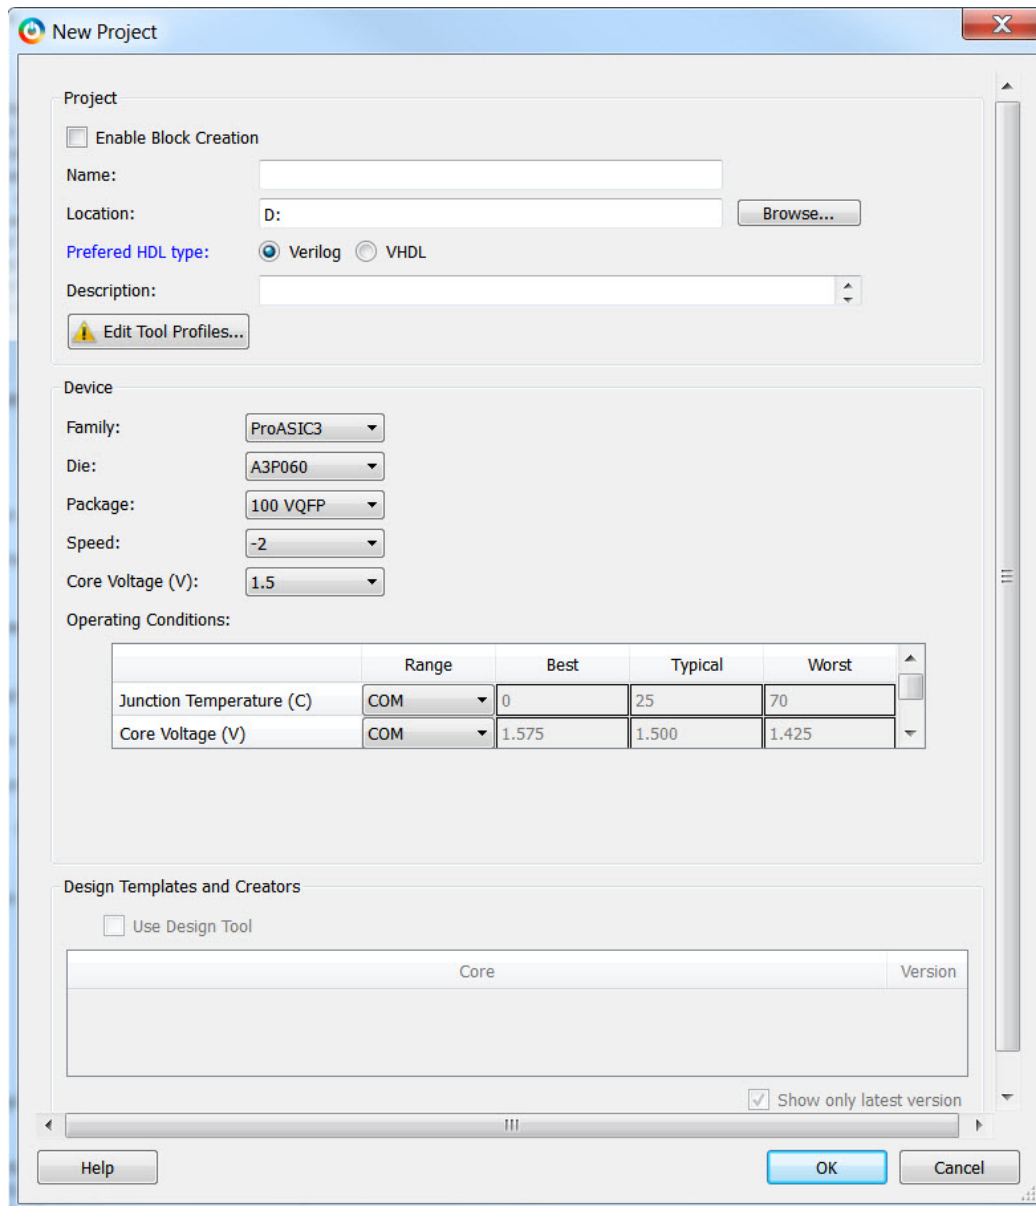 New Project
Project
Enable Block Creation
Name:
Location: D: Browse...
Prefered HDL type: Verilog VHDL
Description:
Edit Tool Profiles...
Device
Family: ProASIC3
Die: A3P060
Package: 100 VQFP
Speed: -2
Core Voltage (V): 1.5
Operating Conditions:
Range Best Typical Worst
Junction Temperature (C) COM 0 25 70
Core Voltage (V) COM 1.575 1.500 1.425
Design Templates and Creators
Use Design Tool
Core Version
Show only latest version
Help OK Cancel